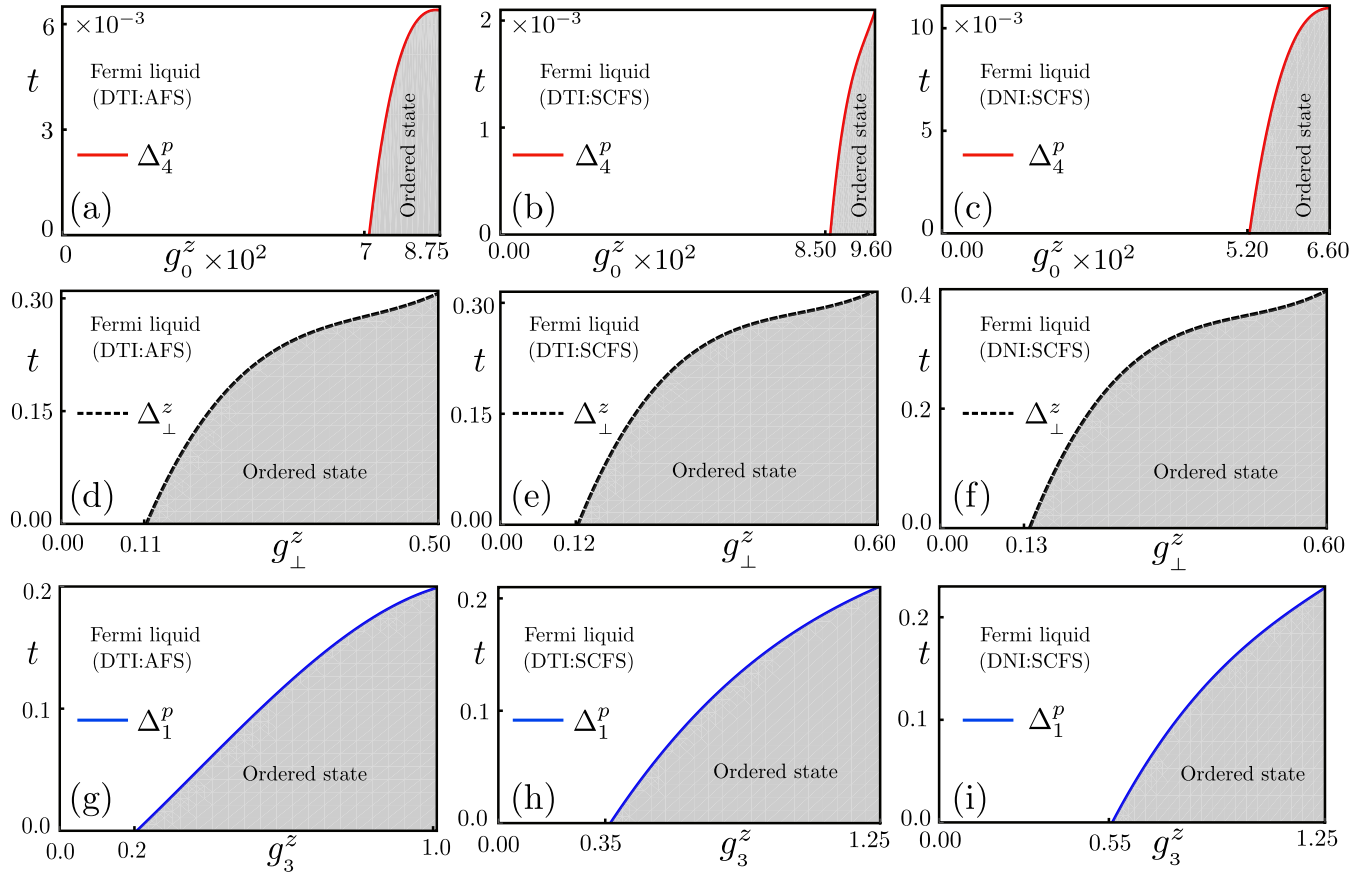 6
×10⁻³
t
Fermi liquid
(DTI:AFS)
3
Δ₄ᵖ
Ordered state
(a)
0
0
7
8.75
g₀ᶻ ×10²
2
×10⁻³
t
Fermi liquid
(DTI:SCFS)
1
Δ₄ᵖ
Ordered state
(b)
0
0.00
8.50
9.60
g₀ᶻ ×10²
10
×10⁻³
t
Fermi liquid
(DNI:SCFS)
5
Δ₄ᵖ
Ordered state
(c)
0
0.00
5.20
6.60
g₀ᶻ ×10²
0.30
Fermi liquid
(DTI:AFS)
t
0.15
Δ ᶻ ⊥
Ordered state
(d)
0.00
0.00
0.11
0.50
g ᶻ ⊥
0.30
Fermi liquid
(DTI:SCFS)
t
0.15
Δ ᶻ ⊥
Ordered state
(e)
0.00
0.00
0.12
0.60
g ᶻ ⊥
0.4
Fermi liquid
(DNI:SCFS)
t
0.2
Δ ᶻ ⊥
Ordered state
(f)
0.0
0.00
0.13
0.60
g ᶻ ⊥
0.2
Fermi liquid
(DTI:AFS)
t
0.1
Δ₁ᵖ
Ordered state
(g)
0.0
0.0
0.2
1.0
g₃ᶻ
0.2
Fermi liquid
(DTI:SCFS)
t
0.1
Δ₁ᵖ
Ordered state
(h)
0.0
0.00
0.35
1.25
g₃ᶻ
0.2
Fermi liquid
(DNI:SCFS)
t
0.1
Δ₁ᵖ
Ordered state
(i)
0.0
0.00
0.55
1.25
g₃ᶻ